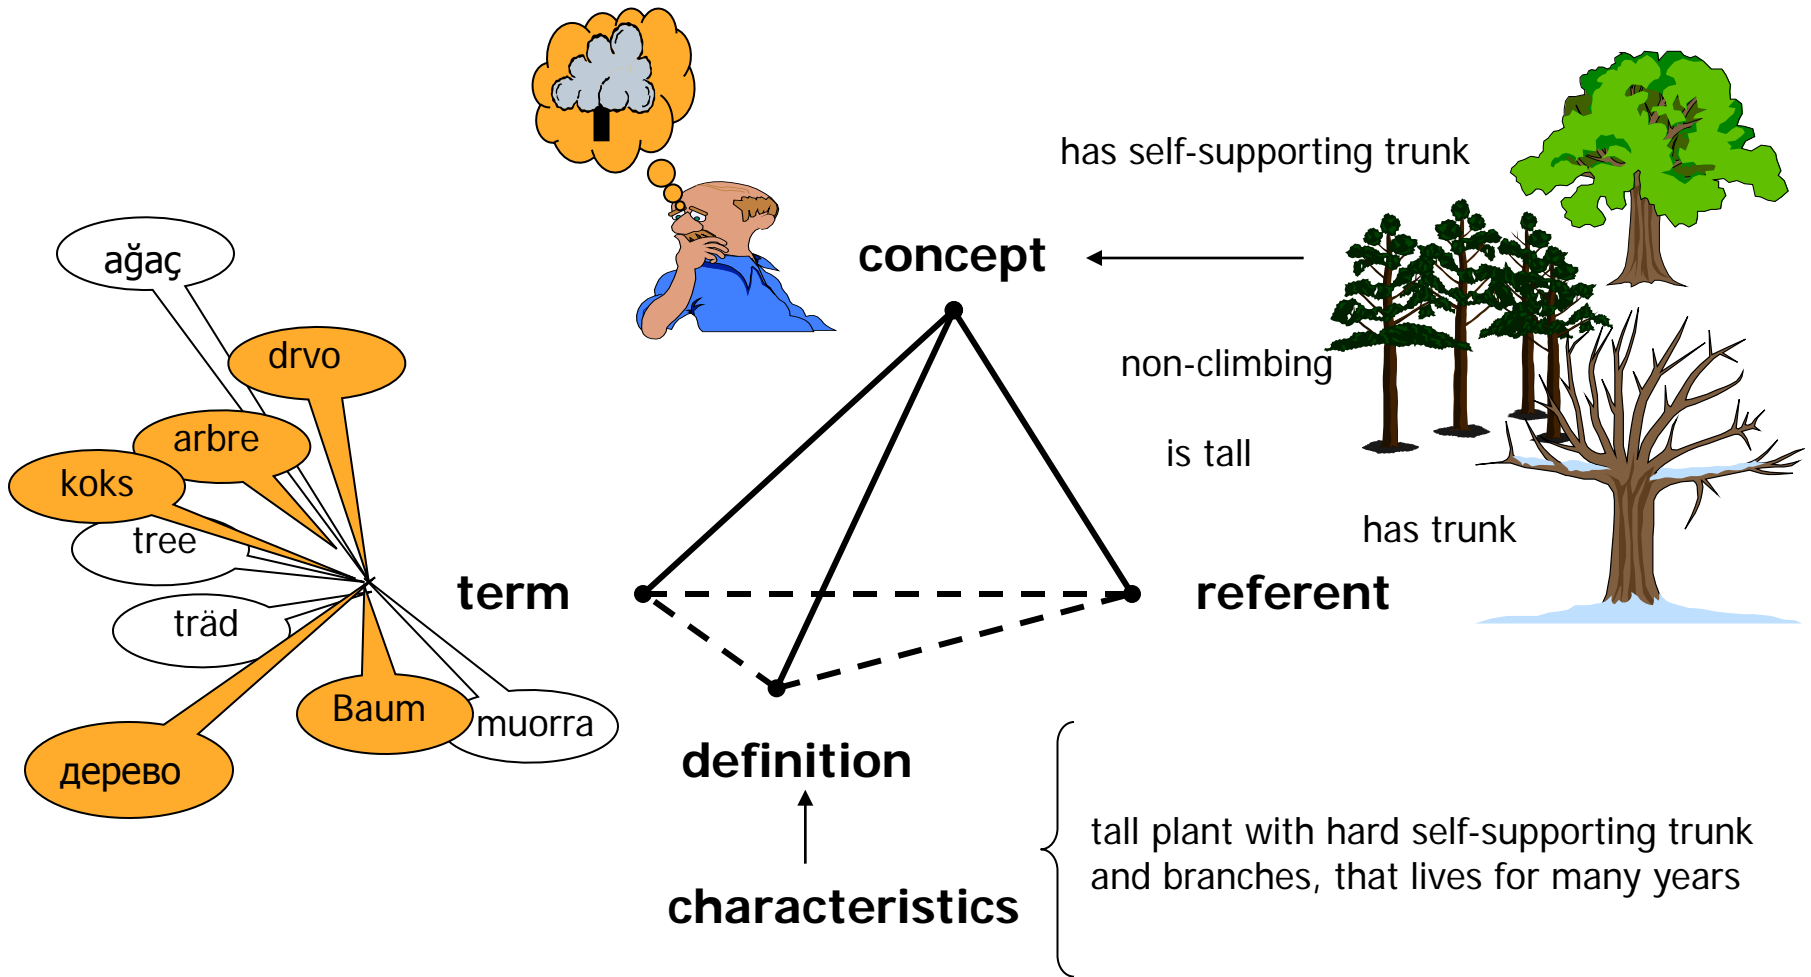 has self-supporting trunk
concept
ağaç
drvo
non-climbing
arbre
is tall
koks
has trunk
tree
term
referent
träd
Baum
muorra
definition
дерево
tall plant with hard self-supporting trunk
and branches, that lives for many years
characteristics